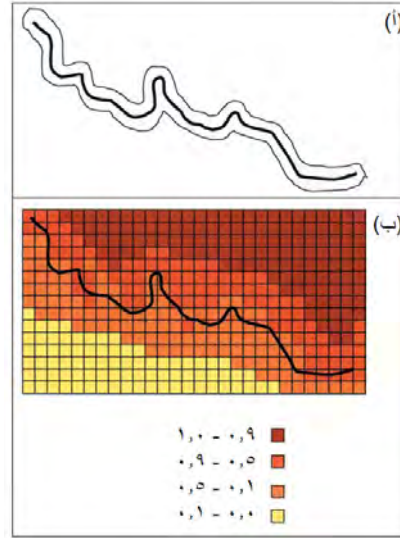 (أ)
(ب)
٠,٩ - ١,٠
٠,٥ - ٠,٩
٠,١ - ٠,٥
٠,٠ - ٠,١